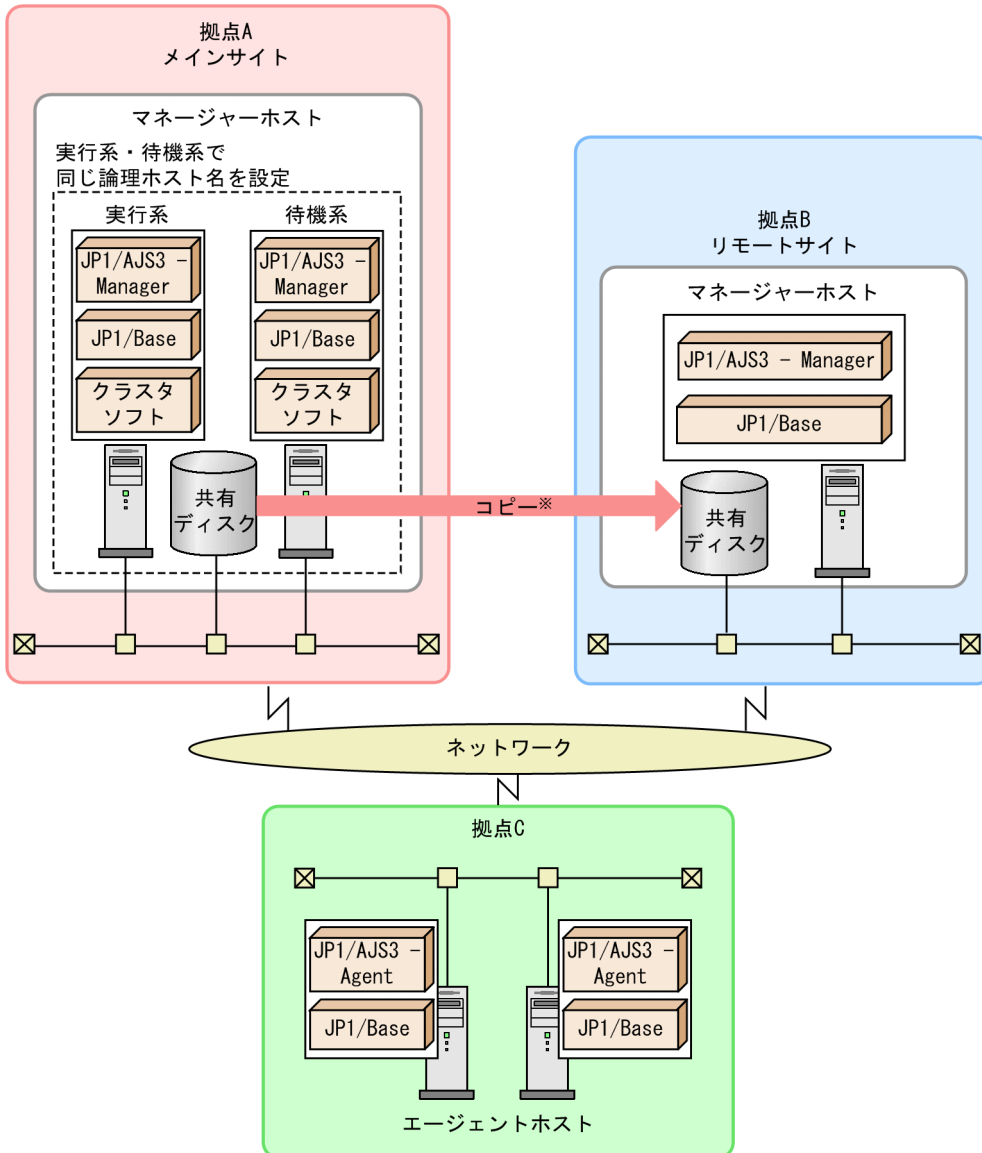 拠点A
メインサイト
マネージャーホスト
実行系・待機系で
同じ論理ホスト名を設定
実行系
待機系
JP1/AJS3 －
Manager
JP1/Base
クラスタ
ソフト
JP1/AJS3 －
Manager
JP1/Base
クラスタ
ソフト
共有
ディスク
コピー※
拠点B
リモートサイト
マネージャーホスト
JP1/AJS3 － Manager
JP1/Base
共有
ディスク
ネットワーク
拠点C
JP1/AJS3 －
Agent
JP1/Base
JP1/AJS3 －
Agent
JP1/Base
エージェントホスト